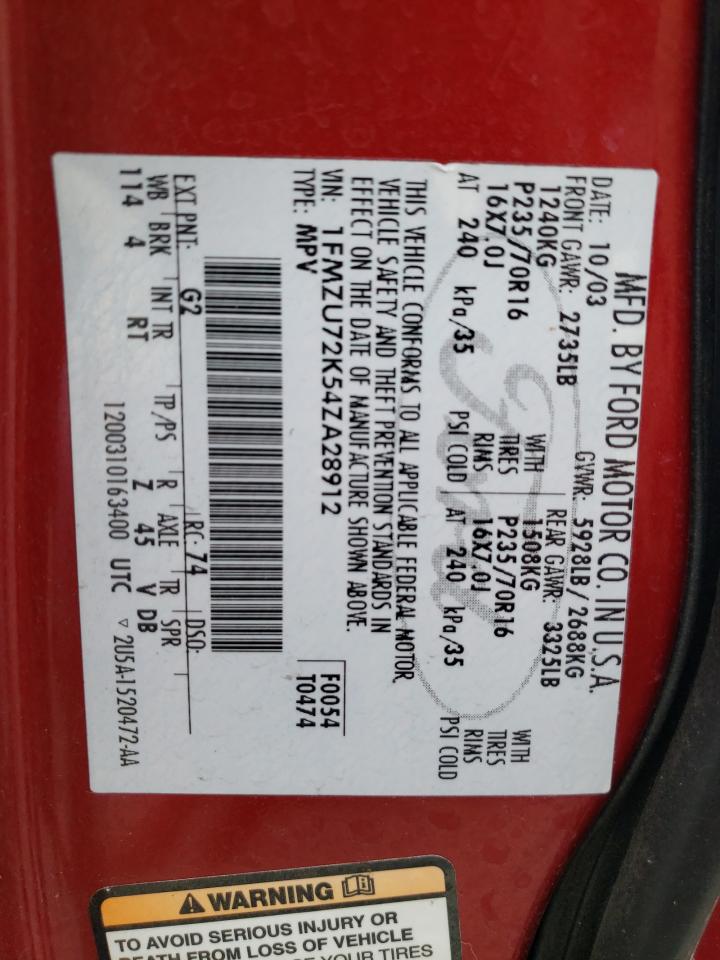 MFD. BY FORD MOTOR CO. IN U.S.A.
DATE: 10/03 GVWR: 5928LB / 2688KG
FRONT GAWR: 2735LB REAR GAWR: 3325LB
1240KG WITH 1508KG WITH
P235/70R16 TIRES P235/70R16 TIRES
16X7.0J RIMS 16X7.0J RIMS
AT 240 kPa/35 PSI COLD AT 240 kPa/35 PSI COLD
THIS VEHICLE CONFORMS TO ALL APPLICABLE FEDERAL MOTOR
VEHICLE SAFETY AND THEFT PREVENTION STANDARDS IN
EFFECT ON THE DATE OF MANUFACTURE SHOWN ABOVE.
VIN: 1FMZU72K54ZA28912 F0054
TYPE: MPV T0474
EXT PNT: G2 RC: 74 DSO:
WB BRK INT TR TP/PS R AXLE TR SPR
114 4 RT Z 45 V DB
1200310163400 UTC ▽ 2U5A-1520472-AA
WARNING
TO AVOID SERIOUS INJURY OR
DEATH FROM LOSS OF VEHICLE
YOUR TIRES